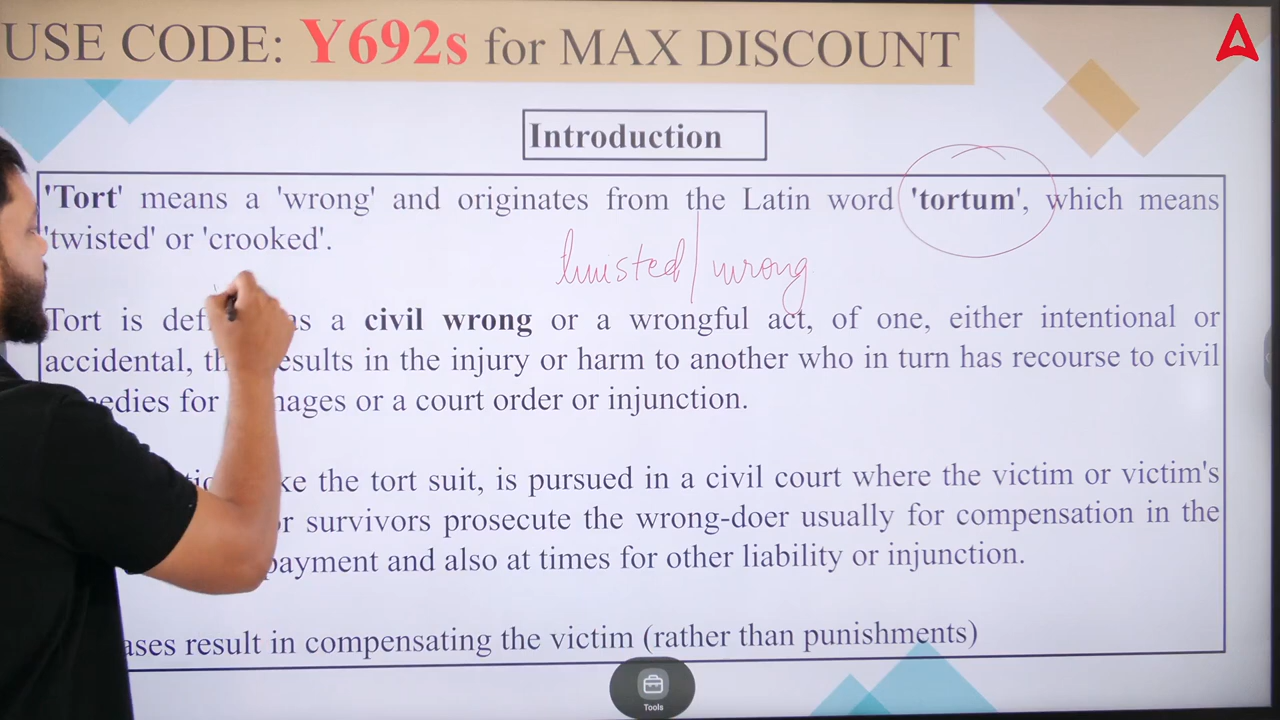 USE CODE: Y692s for MAX DISCOUNT
Introduction
'Tort' means a 'wrong' and originates from the Latin word 'tortum', which means
'twisted' or 'crooked'.
twisted | wrong
Tort is def as a civil wrong or a wrongful act, of one, either intentional or
accidental, th esults in the injury or harm to another who in turn has recourse to civil
edies for mages or a court order or injunction.
ke the tort suit, is pursued in a civil court where the victim or victim's
r survivors prosecute the wrong-doer usually for compensation in the
payment and also at times for other liability or injunction.
ases result in compensating the victim (rather than punishments)
Tools